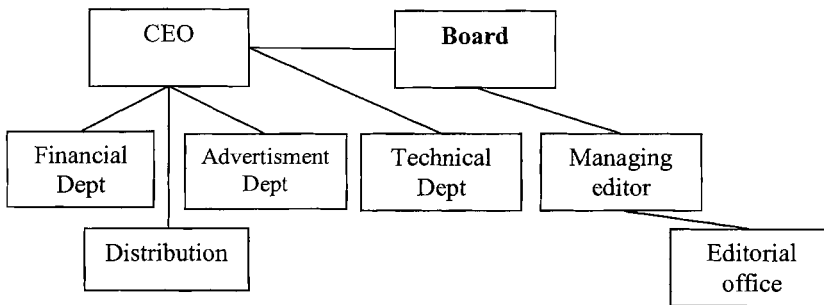 CEO
Board
Financial
Dept
Advertisment
Dept
Technical
Dept
Managing
editor
Distribution
Editorial
office